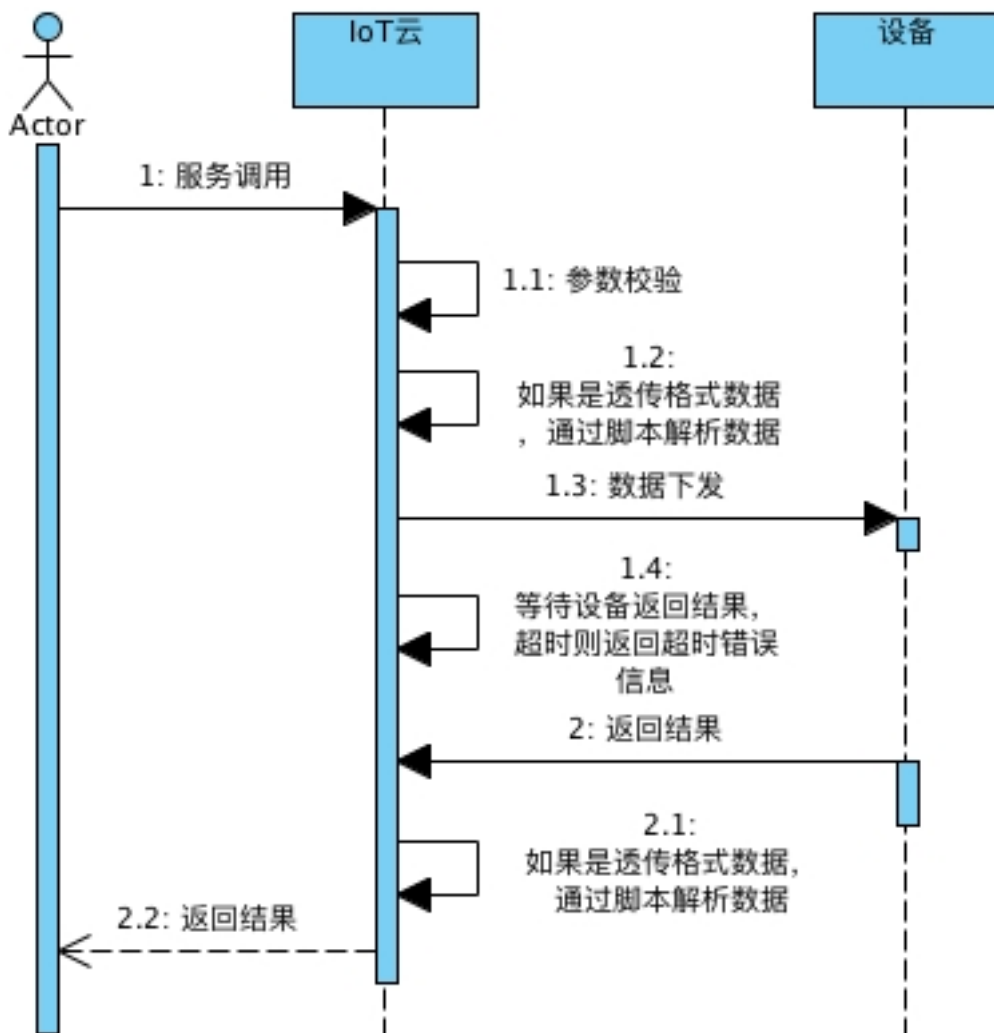 IoT云
设备
Actor
1: 服务调用
1.1: 参数校验
1.2:
如果是透传格式数据
，通过脚本解析数据
1.3: 数据下发
1.4:
等待设备返回结果，
超时则返回超时错误
信息
2: 返回结果
2.1:
如果是透传格式数据，
通过脚本解析数据
2.2: 返回结果